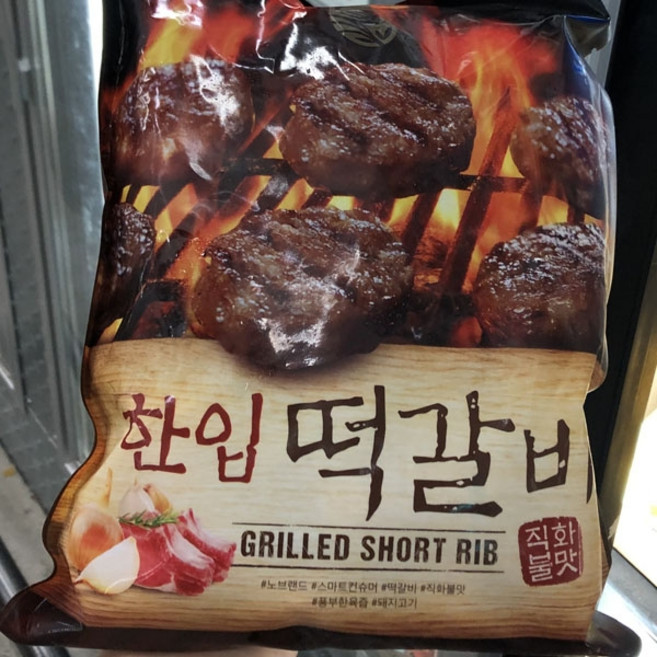 한입 떡갈비
GRILLED SHORT RIB
직화
불맛
#노브랜드 #스마트컨슈머 #떡갈비 #직화불맛
#풍부한육즙 #돼지고기